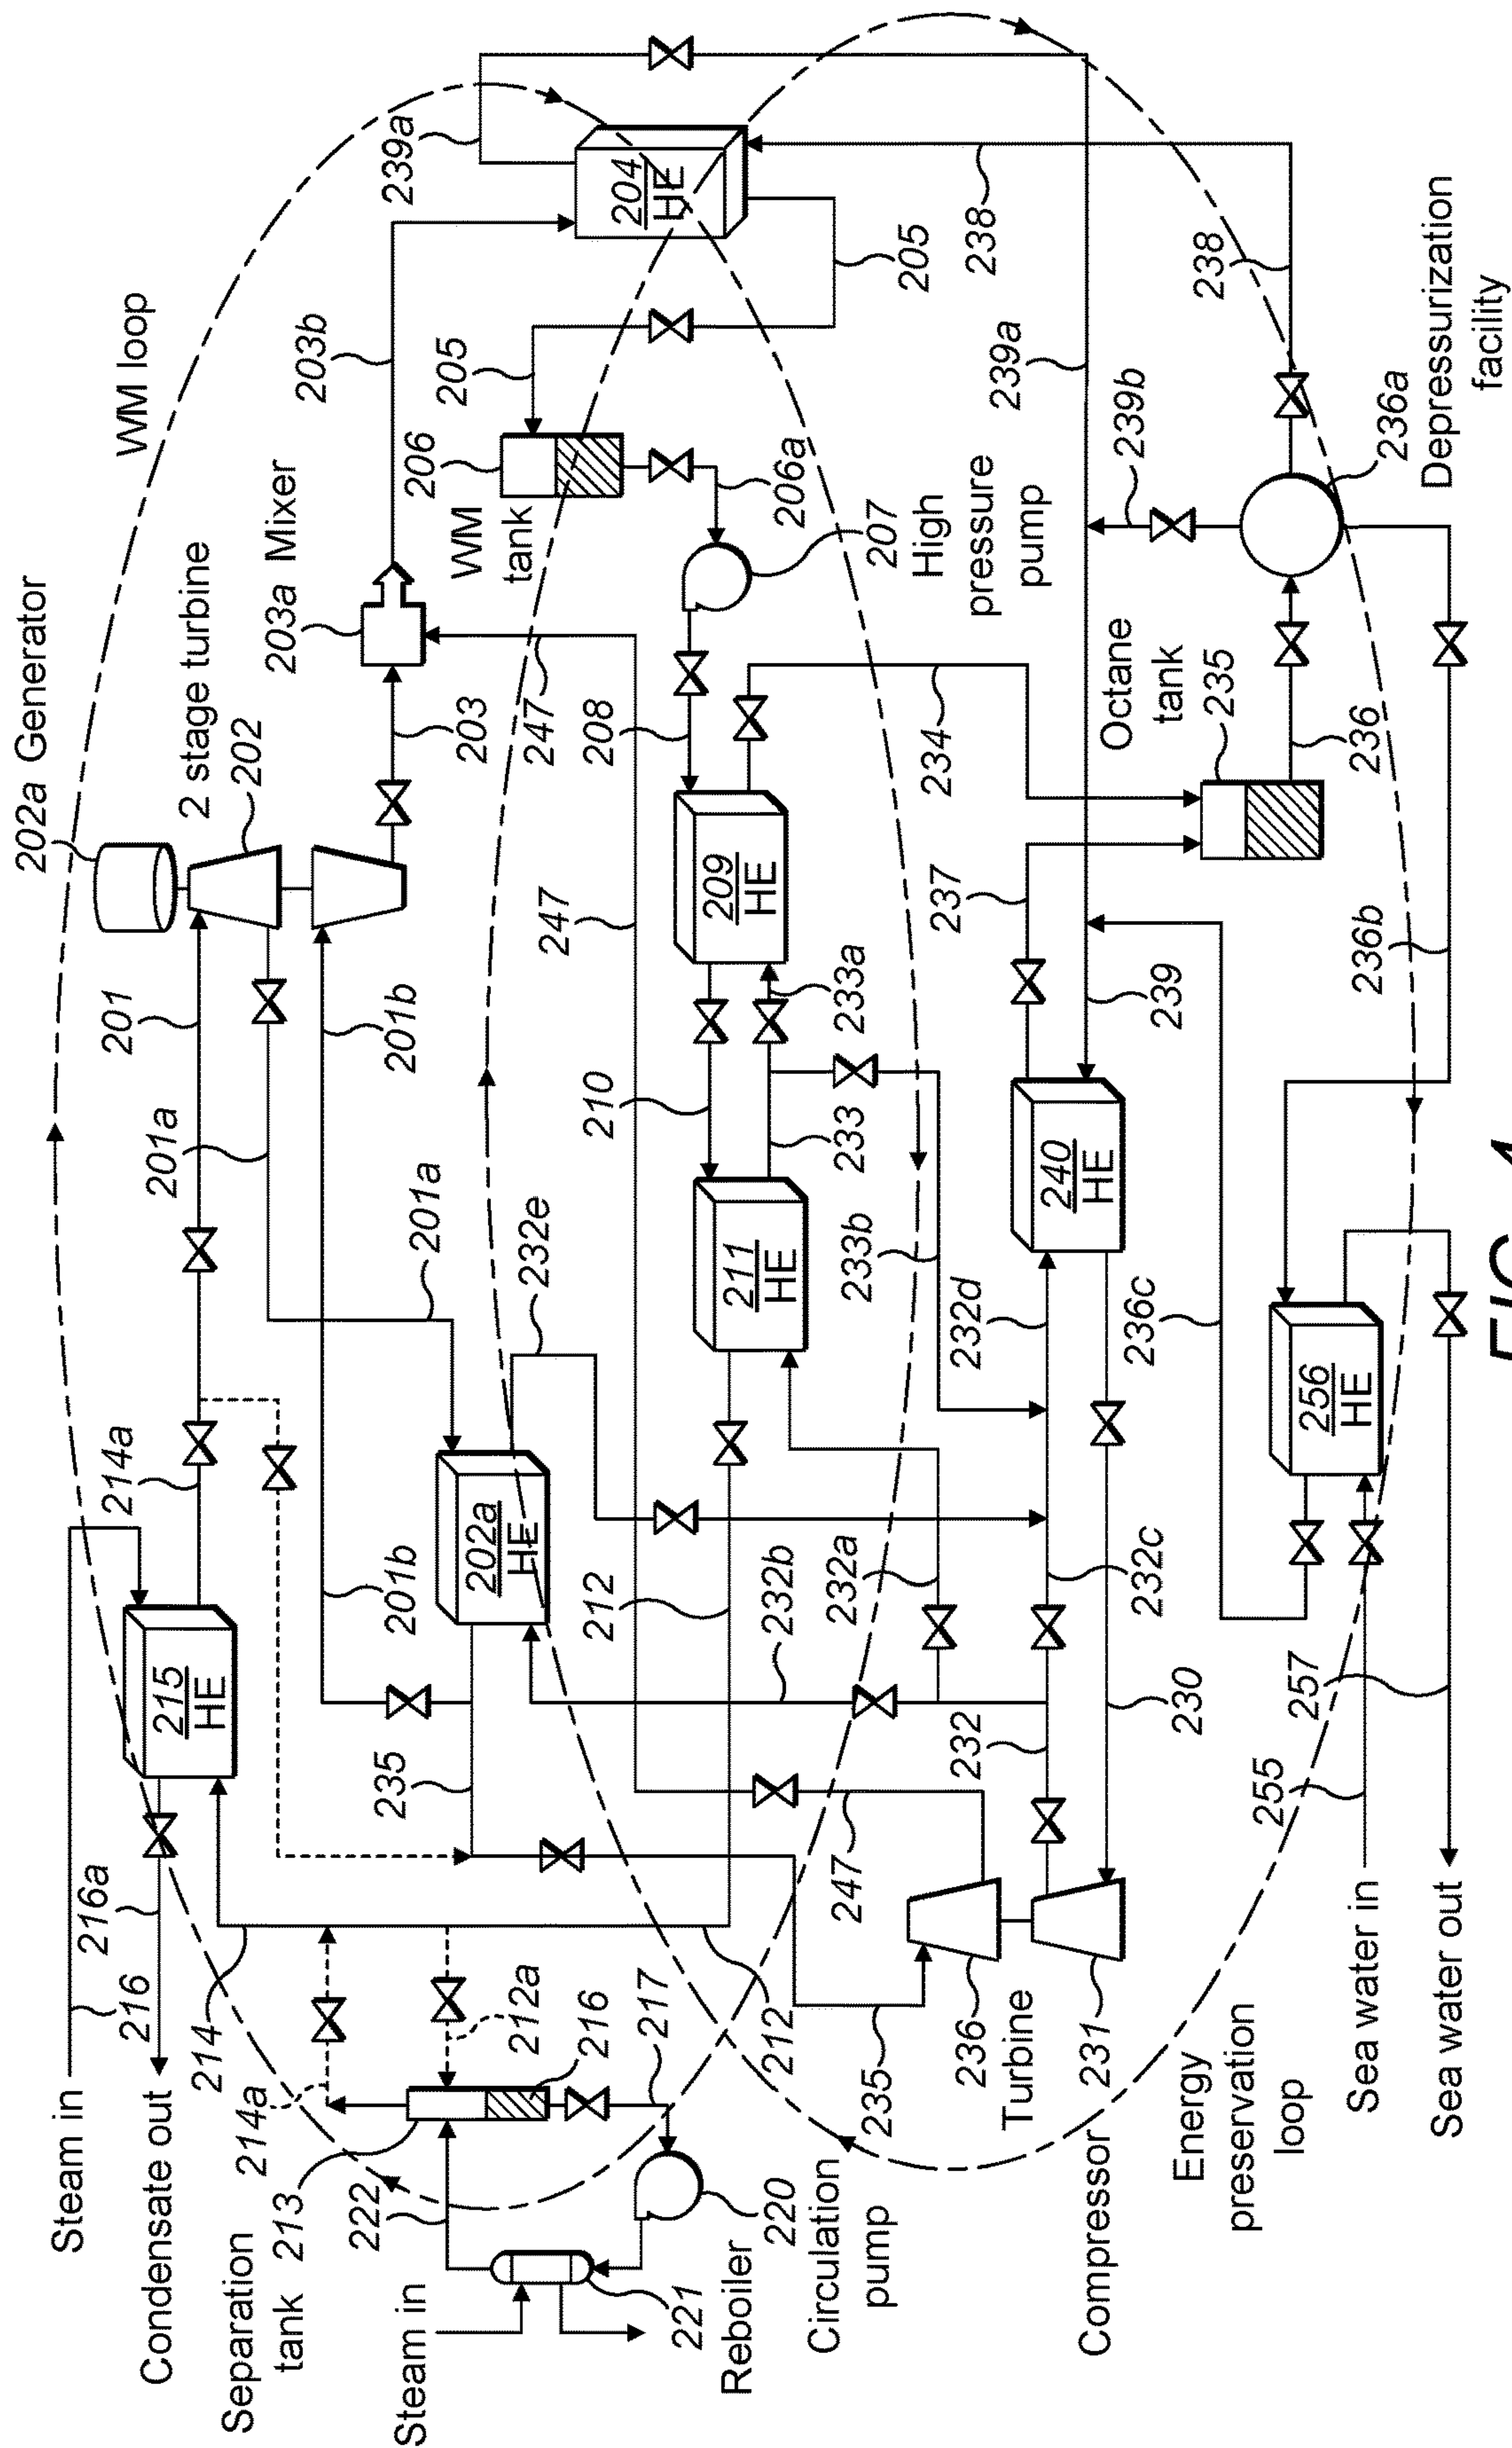 Steam in
216
216a
Condensate out
214
214a
Separation
tank 213
222
Steam in
221
Reboiler
220
Circulation
pump
217
216
212a
212
235
236
Turbine
231
Compressor
Energy
preservation
loop
Sea water in
Sea water out
255
257
215
HE
214a
201
201a
201a
201b
201b
235
202a
HE
232e
212
232b
232a
247
232
230
232c
232d
236c
233b
211
HE
210
233
233a
209
HE
208
247
247
234
237
240
HE
239
256
HE
236b
236
Octane
tank
235
202a Generator
2 stage turbine
202
203
203a Mixer
WM loop
203b
WM
tank
206
206a
207
High
pressure
pump
205
205
204
HE
239a
239a
239b
238
238
236a
Depressurization
facility